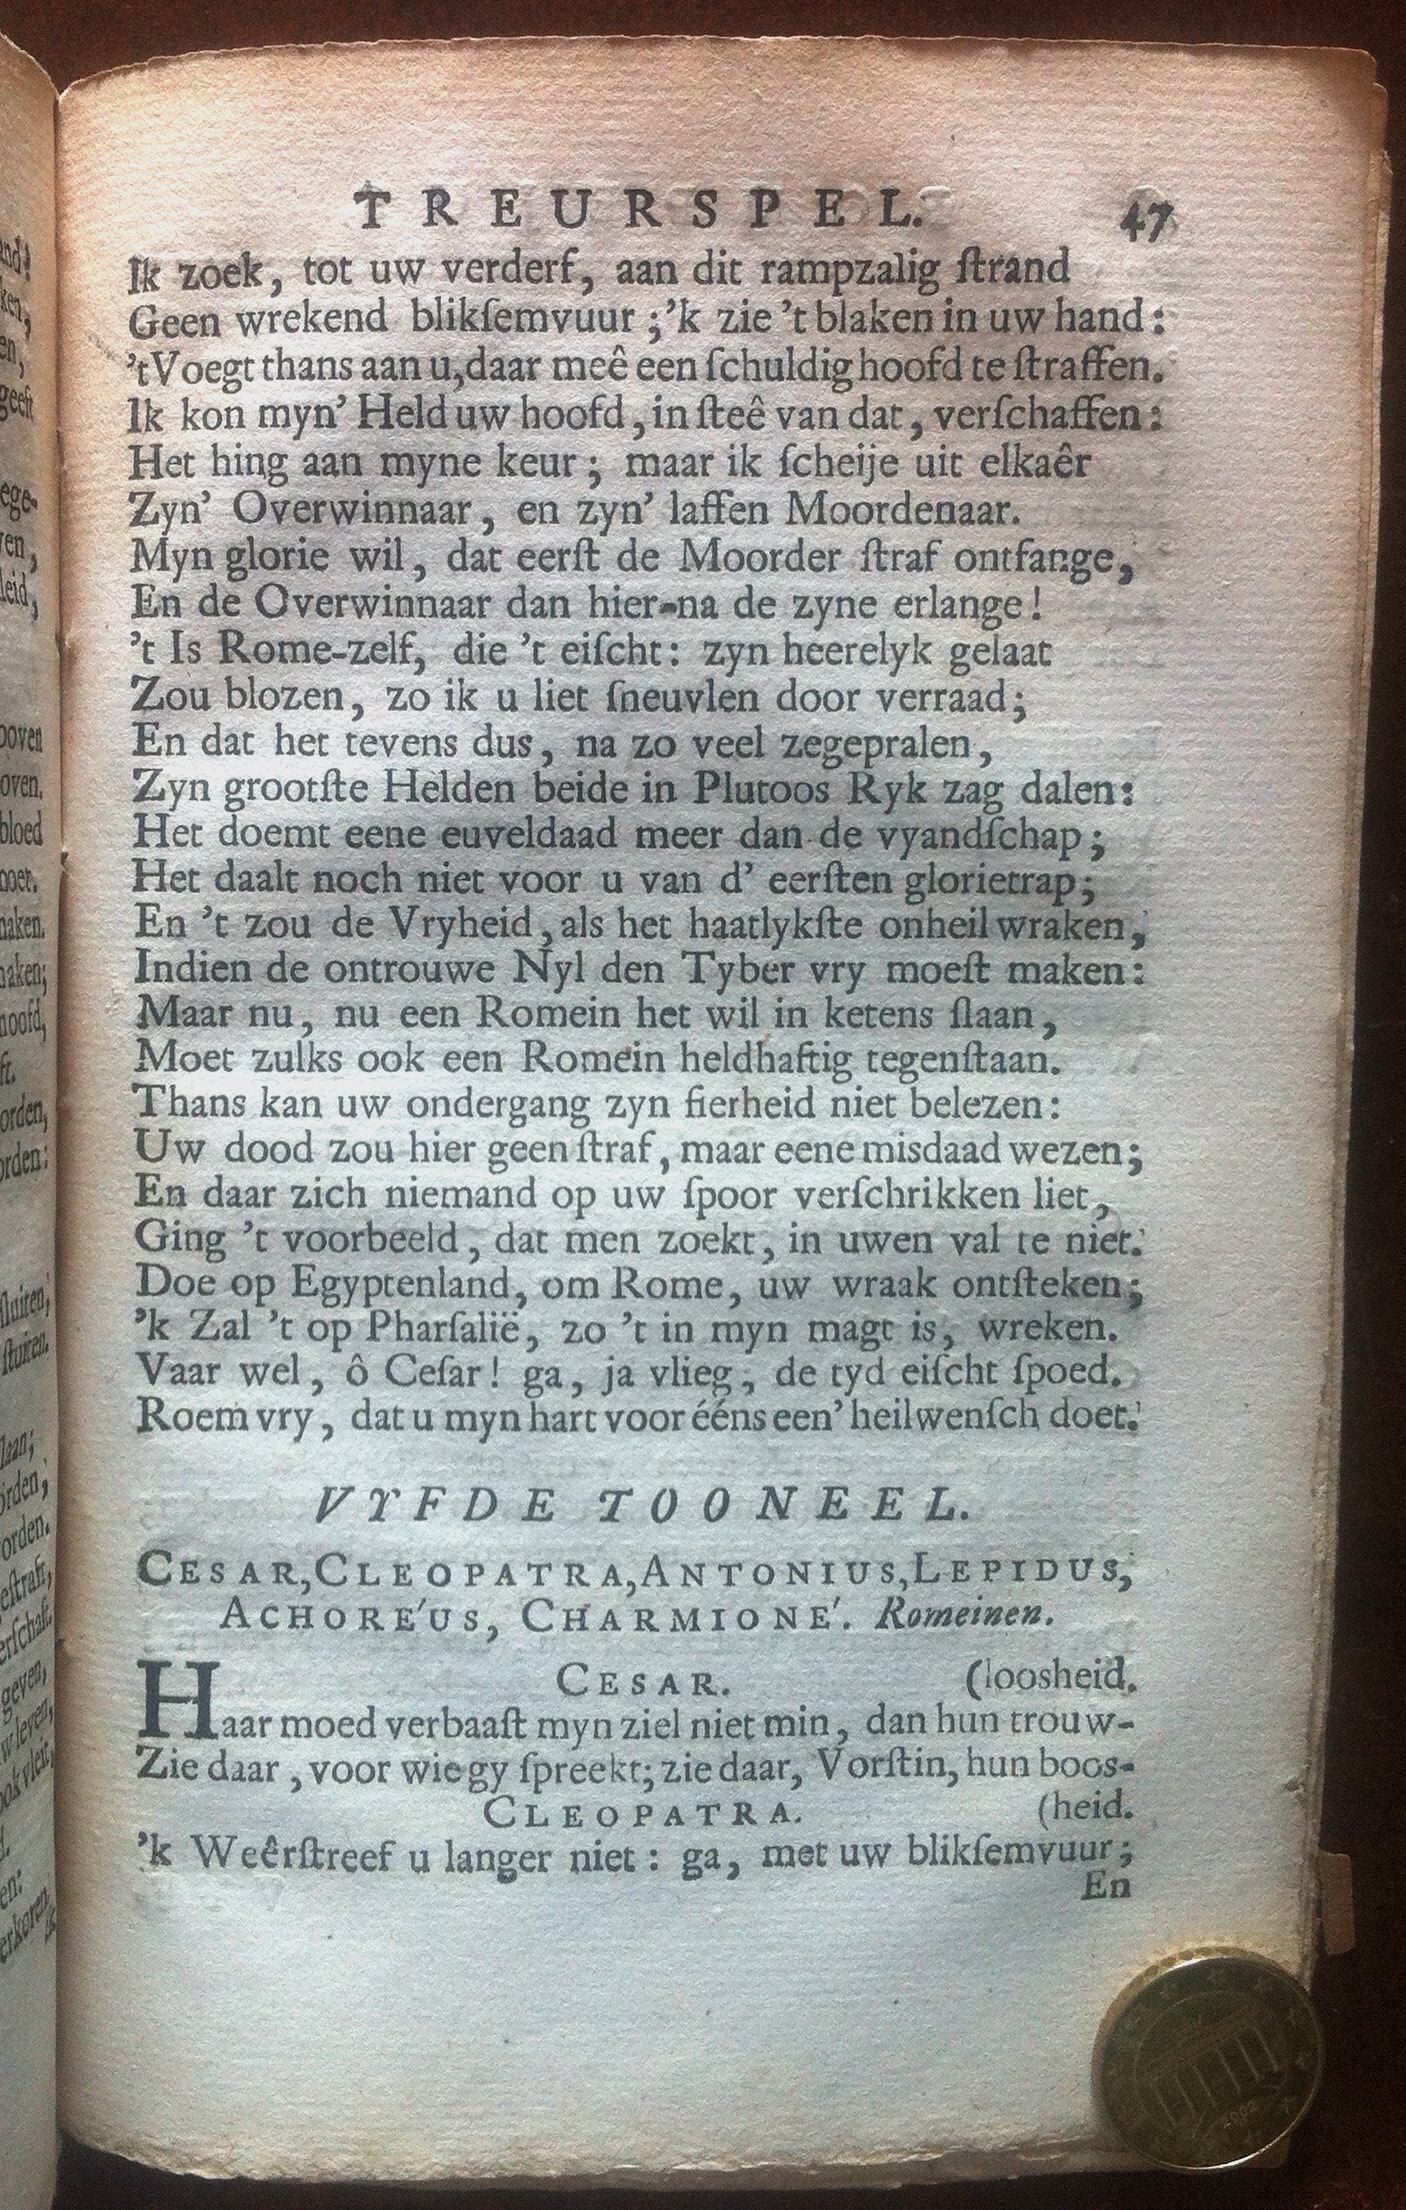 TREURSPEL. 47
Ik zoek, tot uw verderf, aan dit rampzalig ſtrand
Geen wrekend blikſemvuur ;'k zie 't blaken in uw hand:
't Voegt thans aan u, daar meê een ſchuldig hoofd te ſtraffen.
Ik kon myn' Held uw hoofd, in ſteê van dat, verſchaffen:
Het hing aan myne keur; maar ik ſcheije uit elkaêr
Zyn' Overwinnaar, en zyn' laffen Moordenaar.
Myn glorie wil, dat eerſt de Moorder ſtraf ontfange,
En de Overwinnaar dan hier-na de zyne erlange!
't Is Rome-zelf, die 't eiſcht: zyn heerelyk gelaat
Zou blozen, zo ik u liet ſneuvlen door verraad;
En dat het tevens dus, na zo veel zegepralen,
Zyn grootſte Helden beide in Plutoos Ryk zag dalen:
Het doemt eene euveldaad meer dan de vyandſchap;
Het daalt noch niet voor u van d' eerſten glorietrap;
En 't zou de Vryheid, als het haatlykſte onheil wraken,
Indien de ontrouwe Nyl den Tyber vry moeſt maken:
Maar nu, nu een Romein het wil in ketens ſlaan,
Moet zulks ook een Romein heldhaftig tegenſtaan.
Thans kan uw ondergang zyn fierheid niet belezen:
Uw dood zou hier geen ſtraf, maar eene misdaad wezen;
En daar zich niemand op uw ſpoor verſchrikken liet,
Ging 't voorbeeld, dat men zoekt, in uwen val te niet.
Doe op Egyptenland, om Rome, uw wraak ontſteken;
'k Zal 't op Pharſalië, zo 't in myn magt is, wreken.
Vaar wel, ô Ceſar! ga, ja vlieg, de tyd eiſcht ſpoed.
Roem vry, dat u myn hart voor ééns een' heilwenſch doet.
VYFDE TOONEEL.
CESAR, CLEOPATRA, ANTONIUS, LEPIDUS,
ACHORE'US, CHARMIONE'. Romeinen.
CESAR. (loosheid.
Haar moed verbaaſt myn ziel niet min, dan hun trouw-
Zie daar, voor wie gy ſpreekt; zie daar, Vorſtin, hun boos-
CLEOPATRA. (heid.
'k Weêrſtreef u langer niet: ga, met uw blikſemvuur;
En